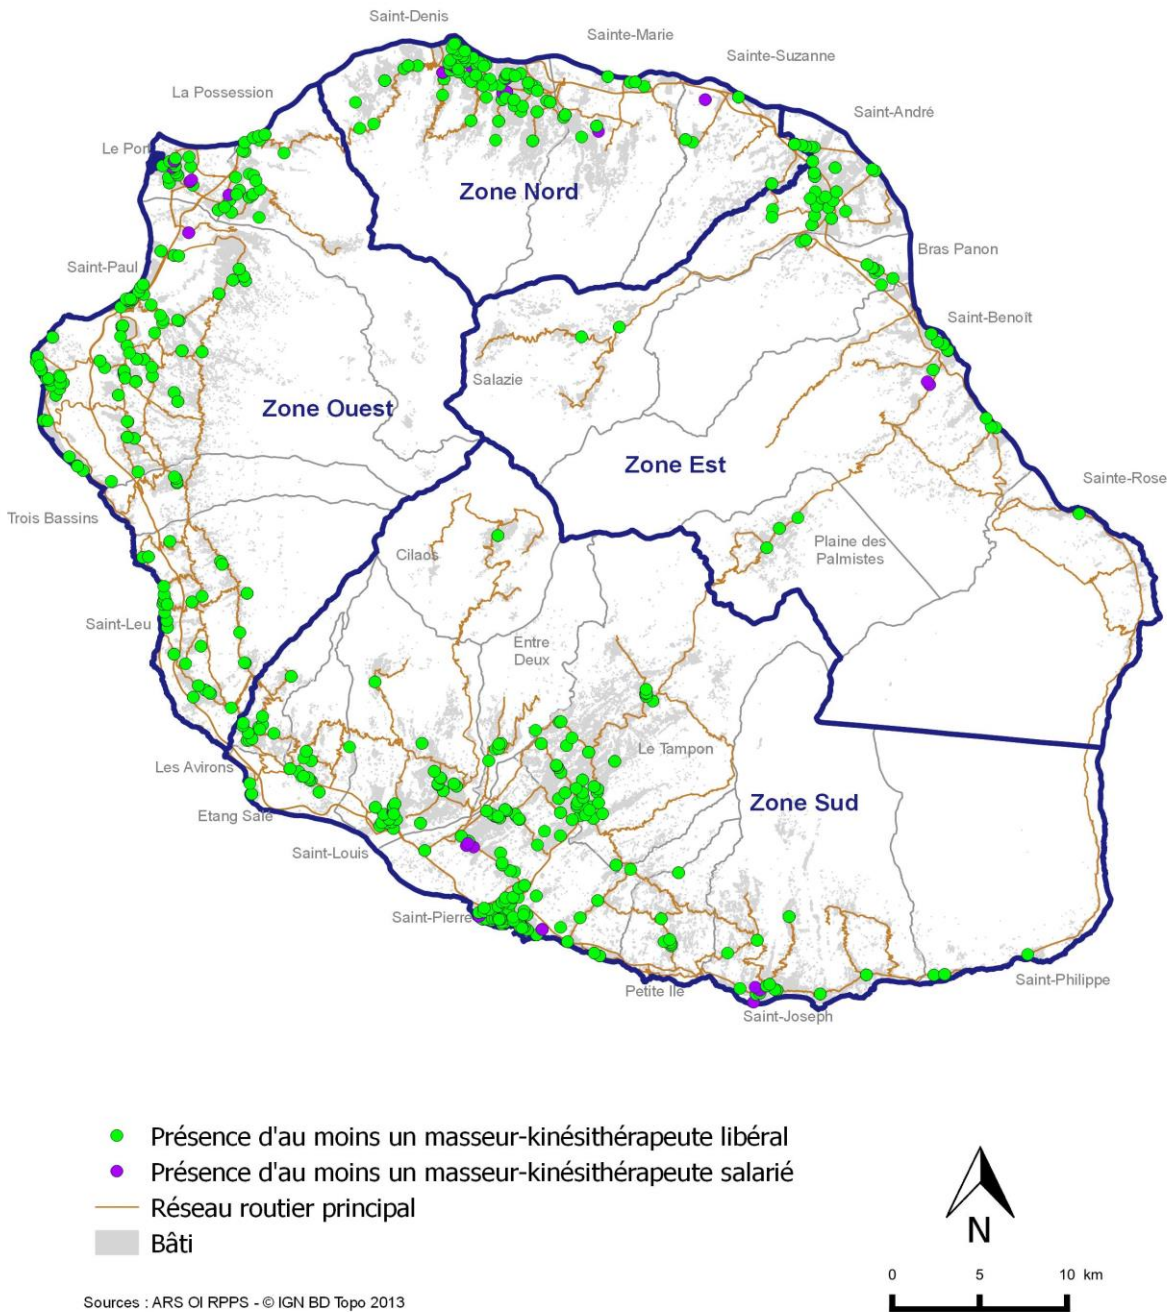 Saint-Denis
Sainte-Marie
Sainte-Suzanne
La Possession
Saint-André
Le Port
Zone Nord
Bras Panon
Saint-Paul
Saint-Benoît
Salazie
Zone Ouest
Zone Est
Sainte-Rose
Trois Bassins
Cilaos
Plaine des
Palmistes
Saint-Leu
Entre
Deux
Le Tampon
Les Avirons
Zone Sud
Etang Salé
Saint-Louis
Saint-Pierre
Saint-Philippe
Petite Ile
Saint-Joseph
Présence d'au moins un masseur-kinésithérapeute libéral
Présence d'au moins un masseur-kinésithérapeute salarié
Réseau routier principal
Bâti
N
0 5 10 km
Sources : ARS OI RPPS - © IGN BD Topo 2013